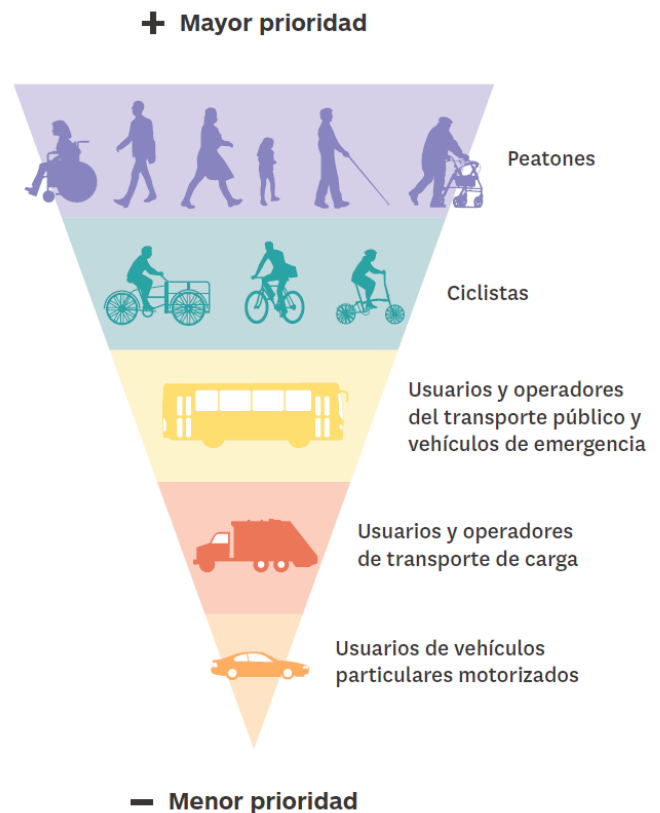 + Mayor prioridad
Peatones
Ciclistas
Usuarios y operadores
del transporte público y
vehículos de emergencia
Usuarios y operadores
de transporte de carga
Usuarios de vehículos
particulares motorizados
− Menor prioridad